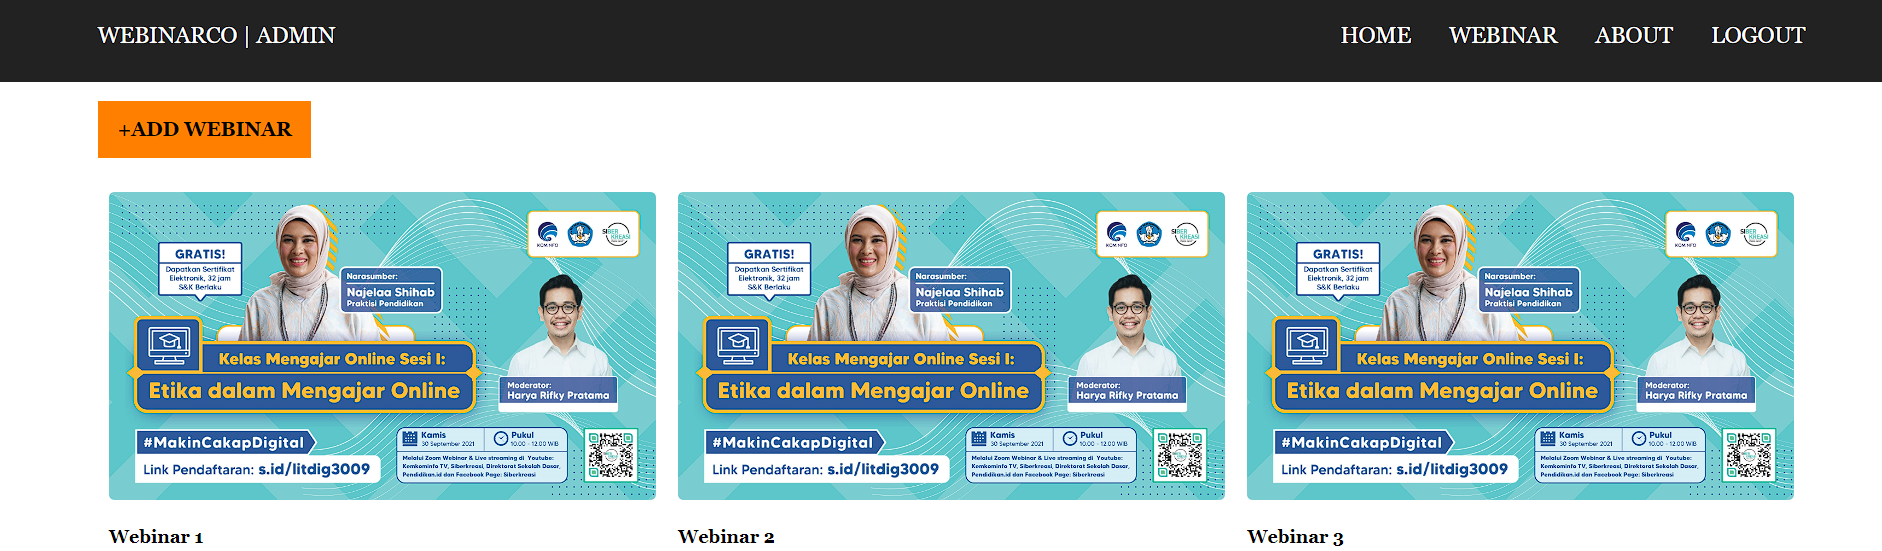 WEBINARCO | ADMIN
HOME WEBINAR ABOUT LOGOUT
+ADD WEBINAR
KOMINFO
SIBER
KREASI
GRATIS!
Dapatkan Sertifikat
Elektronik, 32 jam
S&K Berlaku
Narasumber:
Najelaa Shihab
Praktisi Pendidikan
Kelas Mengajar Online Sesi I:
Etika dalam Mengajar Online
Moderator:
Harya Rifky Pratama
#MakinCakapDigital
Link Pendaftaran: s.id/litdig3009
Kamis
30 September 2021
Pukul
10.00 - 12.00 WIB
Melalui Zoom Webinar & Live streaming di Youtube:
Kemkominfo TV, Siberkreasi, Direktorat Sekolah Dasar,
Pendidikan.id dan Facebook Page: Siberkreasi
Webinar 1
KOMINFO
SIBER
KREASI
GRATIS!
Dapatkan Sertifikat
Elektronik, 32 jam
S&K Berlaku
Narasumber:
Najelaa Shihab
Praktisi Pendidikan
Kelas Mengajar Online Sesi I:
Etika dalam Mengajar Online
Moderator:
Harya Rifky Pratama
#MakinCakapDigital
Link Pendaftaran: s.id/litdig3009
Kamis
30 September 2021
Pukul
10.00 - 12.00 WIB
Melalui Zoom Webinar & Live streaming di Youtube:
Kemkominfo TV, Siberkreasi, Direktorat Sekolah Dasar,
Pendidikan.id dan Facebook Page: Siberkreasi
Webinar 2
KOMINFO
SIBER
KREASI
GRATIS!
Dapatkan Sertifikat
Elektronik, 32 jam
S&K Berlaku
Narasumber:
Najelaa Shihab
Praktisi Pendidikan
Kelas Mengajar Online Sesi I:
Etika dalam Mengajar Online
Moderator:
Harya Rifky Pratama
#MakinCakapDigital
Link Pendaftaran: s.id/litdig3009
Kamis
30 September 2021
Pukul
10.00 - 12.00 WIB
Melalui Zoom Webinar & Live streaming di Youtube:
Kemkominfo TV, Siberkreasi, Direktorat Sekolah Dasar,
Pendidikan.id dan Facebook Page: Siberkreasi
Webinar 3